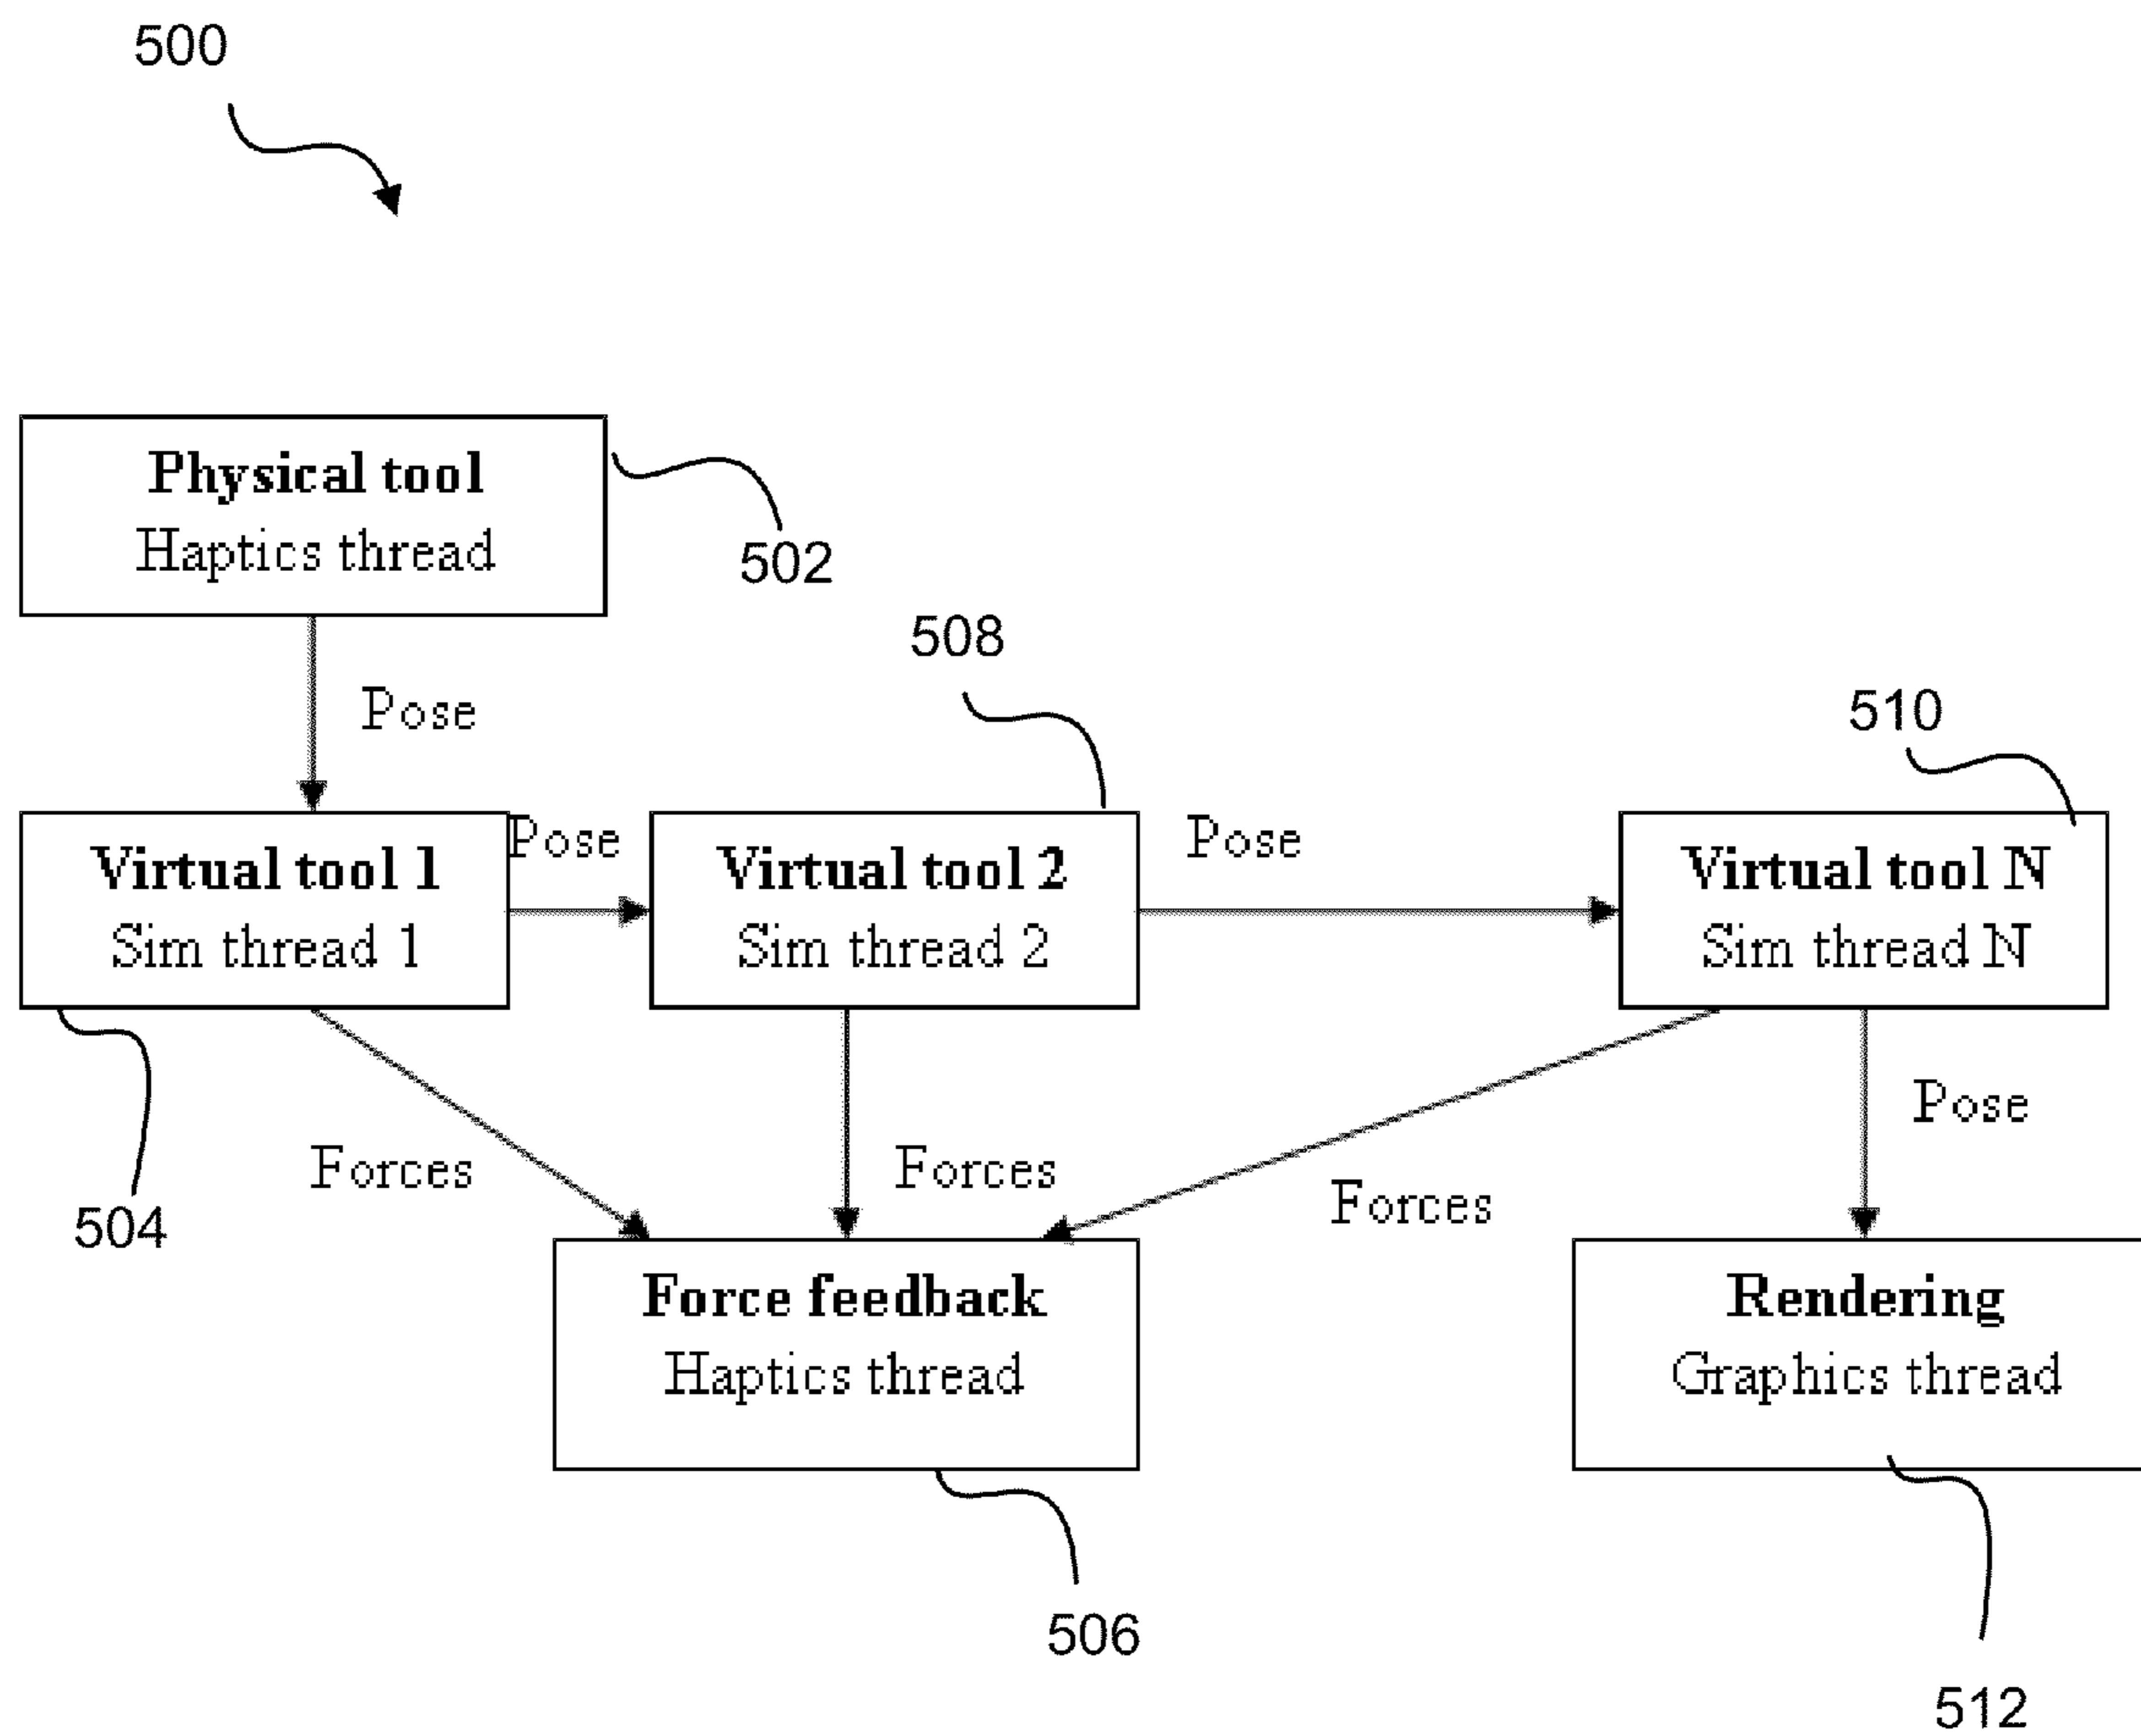 500
Physical tool
Haptics thread
502
508
Pose
510
Pose
Pose
Virtual tool 1
Sim thread 1
Virtual tool 2
Sim thread 2
Virtual tool N
Sim thread N
Pose
Forces
Forces
Forces
504
Force feedback
Haptics thread
Rendering
Graphics thread
506
512